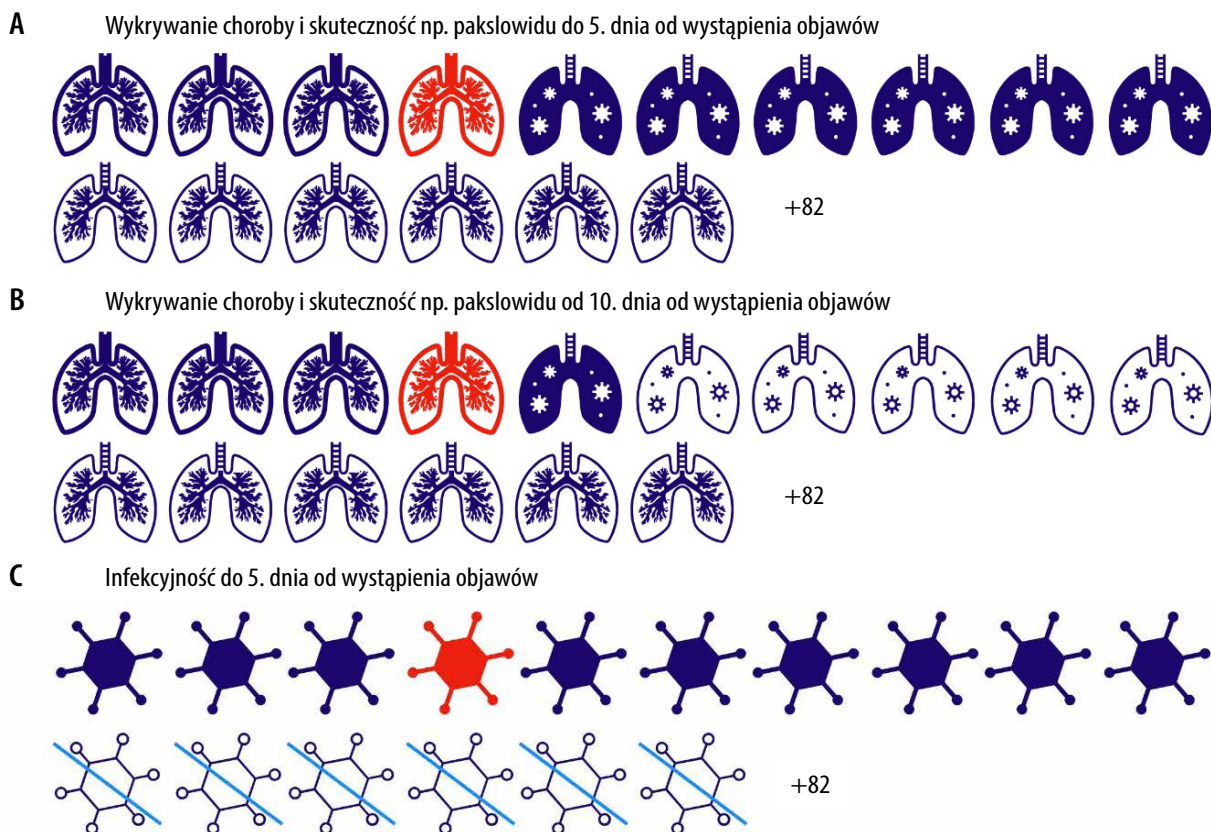 A Wykrywanie choroby i skuteczność np. pakslowidu do 5. dnia od wystąpienia objawów
+82
B Wykrywanie choroby i skuteczność np. pakslowidu od 10. dnia od wystąpienia objawów
+82
C Infekcyjność do 5. dnia od wystąpienia objawów
+82